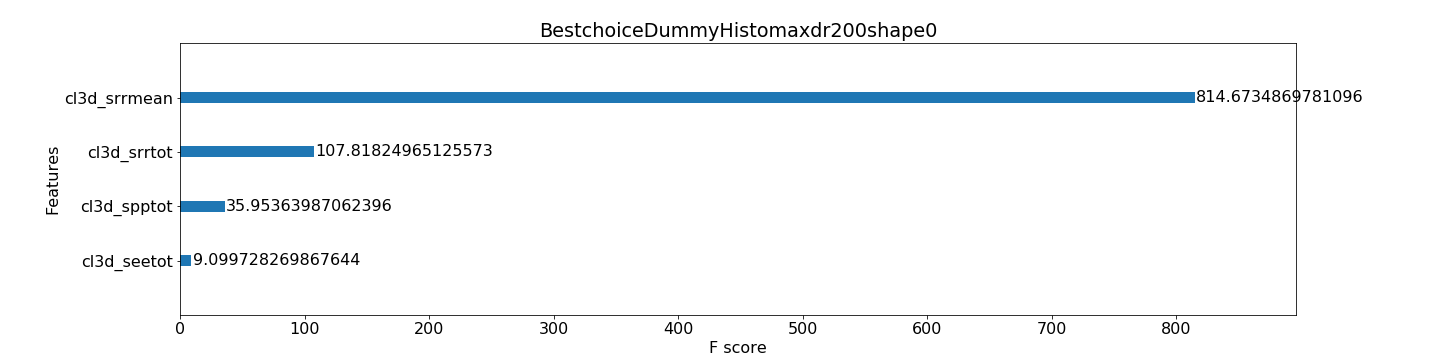 BestchoiceDummyHistomaxdr200shape0
Features
cl3d_srrmean
814.6734869781096
cl3d_srrtot
107.81824965125573
cl3d_spptot
35.95363987062396
cl3d_seetot
9.099728269867644
0 100 200 300 400 500 600 700 800
F score